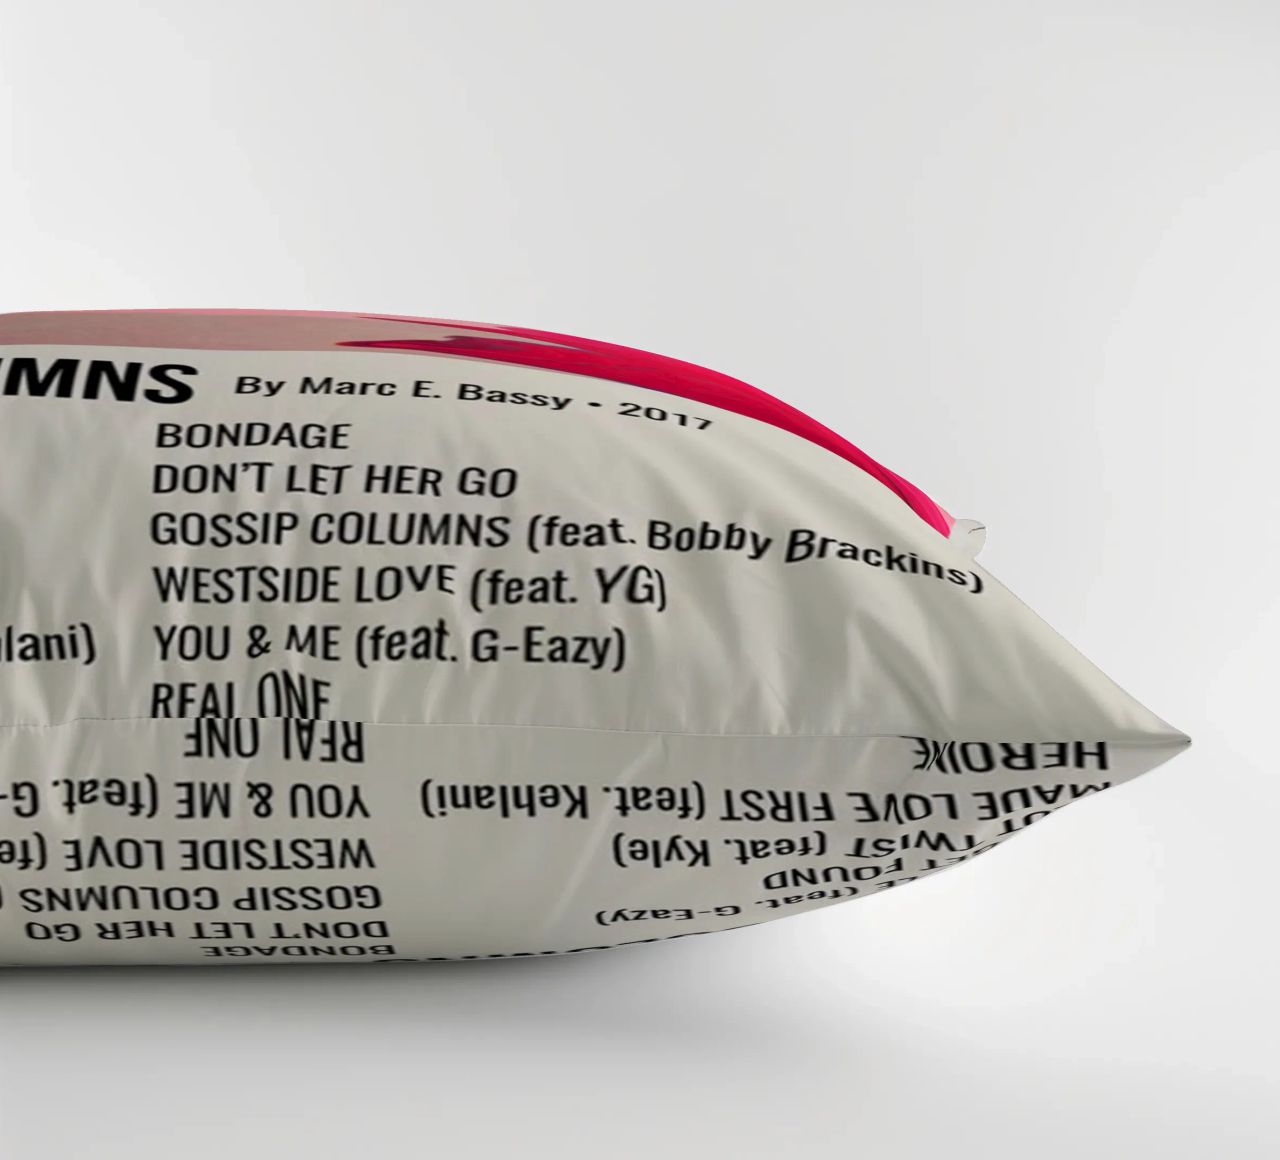 MNS By Marc E. Bassy • 2017
BONDAGE
DON'T LET HER GO
GOSSIP COLUMNS (feat. Bobby Brackins)
WESTSIDE LOVE (feat. YG)
lani) YOU & ME (feat. G-Eazy)
REAL ONE
HEROINE
REAL ONE
MADE LOVE FIRST (feat. Kehlani)
YOU & ME (feat. G-
TWIST (feat. Kyle)
WESTSIDE LOVE (fe
FOUND
GOSSIP COLUMNS (
(feat. G-Eazy)
DON'T LET HER GO
BONDAGE